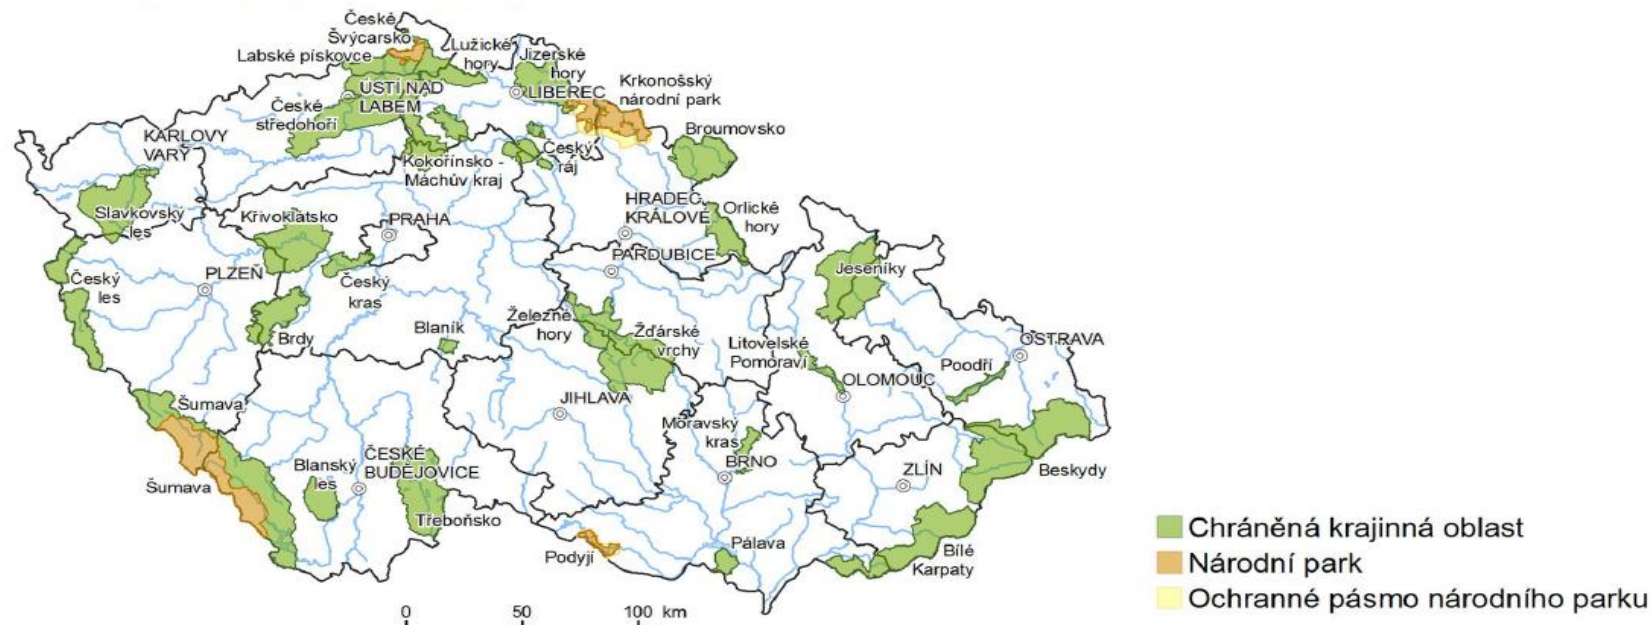 České
Švýcarsko
Labské pískovce
Lužické
hory
Jizerské
hory
Krkonošský
národní park
ÚSTÍ NAD
LABEM
LIBEREC
České
středohoří
Broumovsko
KARLOVY
VARY
Kokořínsko -
Máchův kraj
Český
ráj
Slavkovský
les
Křivoklátsko
PRAHA
HRADEC
KRÁLOVÉ
Orlické
hory
PARDUBICE
Český
les
PLZEŇ
Český
kras
Jeseníky
Brdy
Blaník
Železné
hory
Žďárské
vrchy
Litovelské
Pomoraví
OSTRAVA
Poodří
OLOMOUC
Šumava
JIHLAVA
Moravský
kras
BRNO
ČESKÉ
BUDĚJOVICE
Blanský
les
Šumava
ZLÍN
Beskydy
Třeboňsko
Podyjí
Pálava
Bílé
Karpaty
0 50 100 km
Chráněná krajinná oblast
Národní park
Ochranné pásmo národního parku